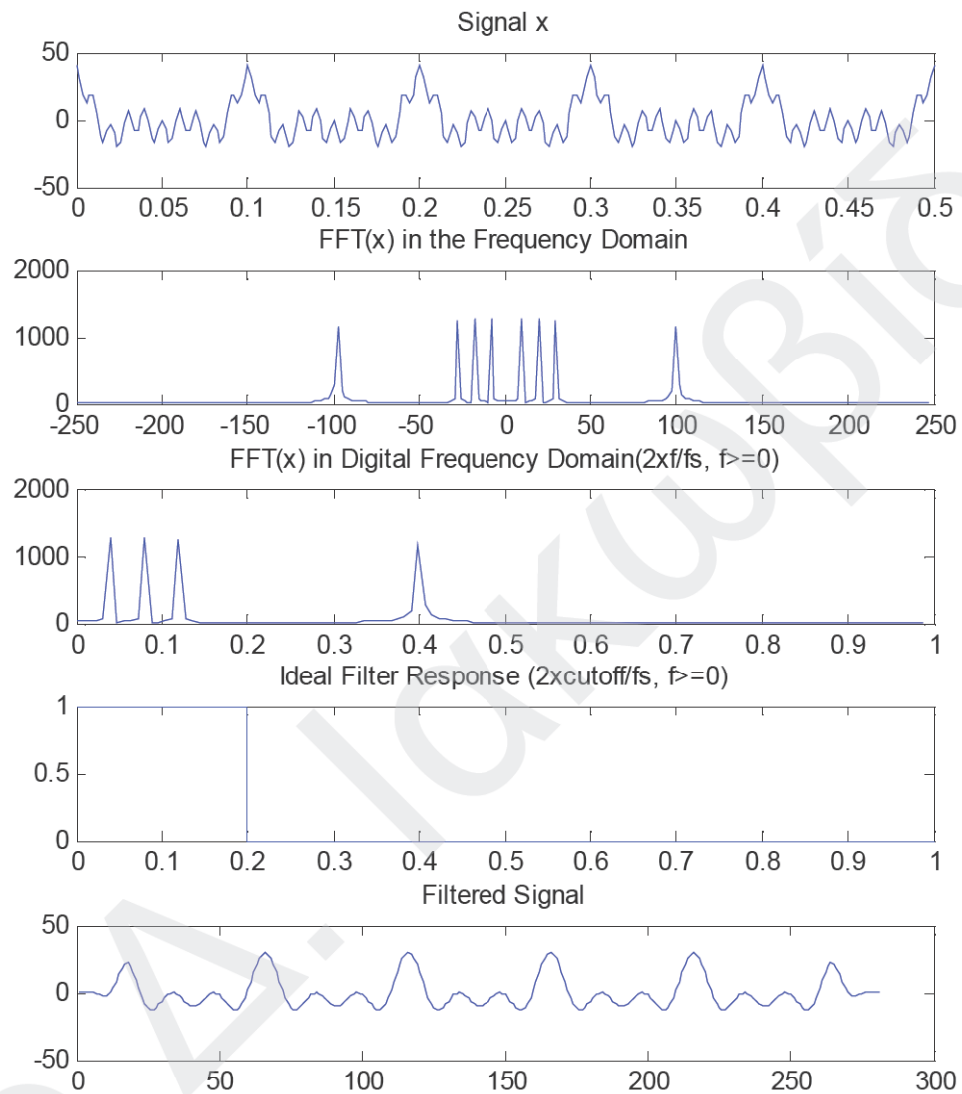 Signal x
50
0
-50
0 0.05 0.1 0.15 0.2 0.25 0.3 0.35 0.4 0.45 0.5
FFT(x) in the Frequency Domain
2000
1000
0
-250 -200 -150 -100 -50 0 50 100 150 200 250
FFT(x) in Digital Frequency Domain(2xf/fs, f>=0)
2000
1000
0
0 0.1 0.2 0.3 0.4 0.5 0.6 0.7 0.8 0.9 1
Ideal Filter Response (2xcutoff/fs, f>=0)
1
0.5
0
0 0.1 0.2 0.3 0.4 0.5 0.6 0.7 0.8 0.9 1
Filtered Signal
50
0
-50
0 50 100 150 200 250 300
Δ. Ιακωβίδ